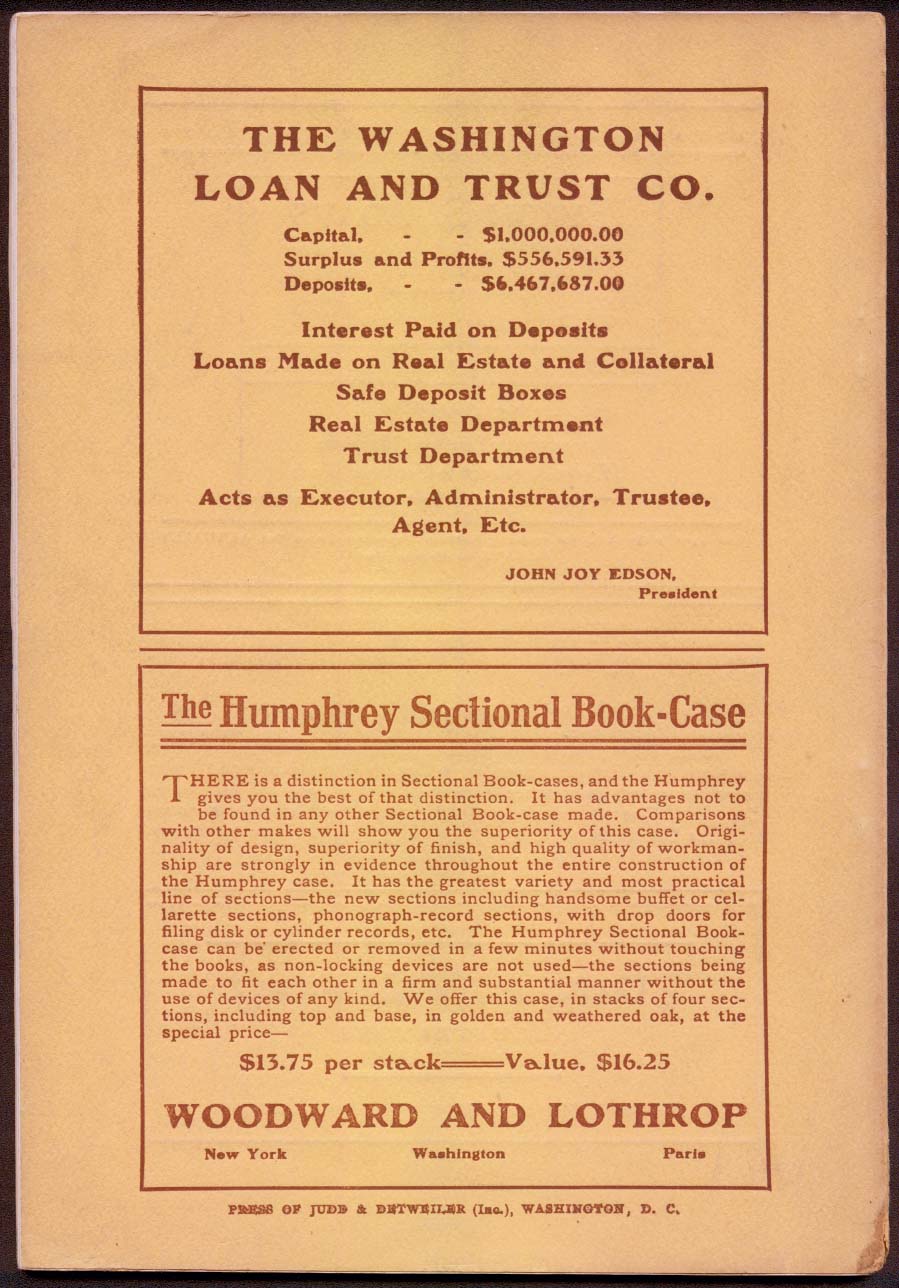 THE WASHINGTON
LOAN AND TRUST CO.
Capital, - - $1,000,000.00
Surplus and Profits, $556,591.33
Deposits, - - $6,467,687.00
Interest Paid on Deposits
Loans Made on Real Estate and Collateral
Safe Deposit Boxes
Real Estate Department
Trust Department
Acts as Executor, Administrator, Trustee,
Agent, Etc.
JOHN JOY EDSON,
President
The Humphrey Sectional Book-Case
THERE is a distinction in Sectional Book-cases, and the Humphrey
gives you the best of that distinction. It has advantages not to
be found in any other Sectional Book-case made. Comparisons
with other makes will show you the superiority of this case. Origi-
nality of design, superiority of finish, and high quality of workman-
ship are strongly in evidence throughout the entire construction of
the Humphrey case. It has the greatest variety and most practical
line of sections—the new sections including handsome buffet or cel-
larette sections, phonograph-record sections, with drop doors for
filing disk or cylinder records, etc. The Humphrey Sectional Book-
case can be erected or removed in a few minutes without touching
the books, as non-locking devices are not used—the sections being
made to fit each other in a firm and substantial manner without the
use of devices of any kind. We offer this case, in stacks of four sec-
tions, including top and base, in golden and weathered oak, at the
special price—
$13.75 per stack——Value, $16.25
WOODWARD AND LOTHROP
New York Washington Paris
PRESS OF JUDD & DETWEILER (Inc.), WASHINGTON, D. C.